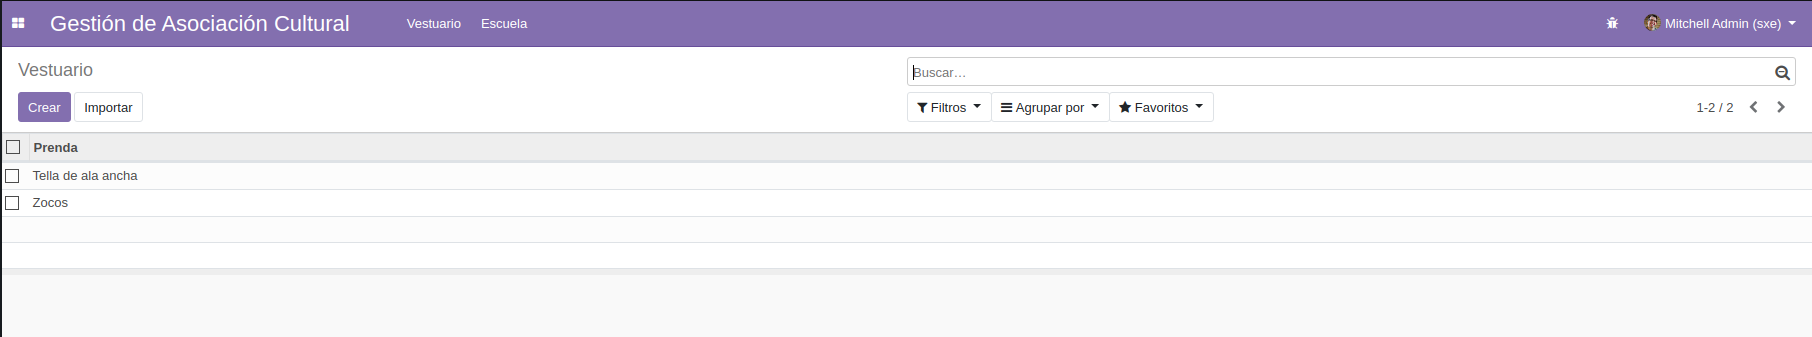 Gestión de Asociación Cultural Vestuario Escuela Mitchell Admin (sxe)
Vestuario
Buscar...
Crear Importar Filtros Agrupar por Favoritos 1-2 / 2
Prenda
Tella de ala ancha
Zocos